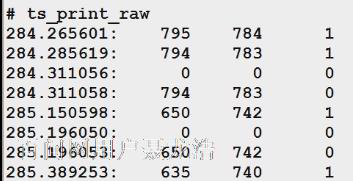 # ts_print_raw
284.265601: 795 784 1
284.285619: 794 783 1
284.311056: 0 0 0
284.311058: 794 783 0
285.150598: 650 742 1
285.196050: 0 0 0
285.196053: 650 742 0
285.389253: 635 740 1